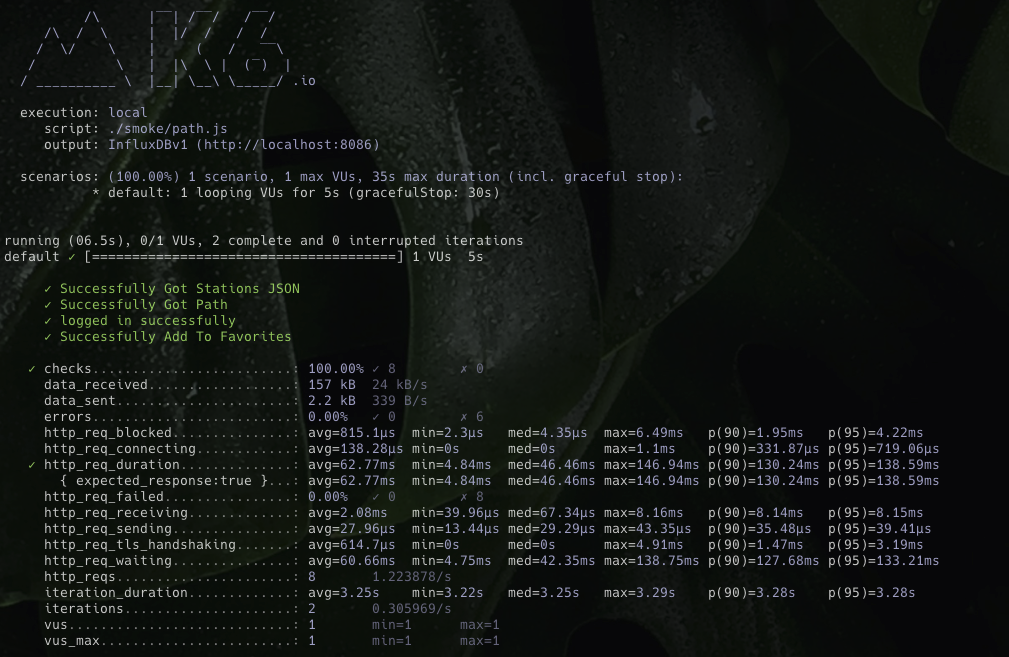 /\      |‾‾| /‾‾/   /‾‾/
     /\  /  \     |  |/  /   /  /
    /  \/    \    |     (   /   ‾‾\
   /          \   |  |\  \ |  (‾)  |
  / __________ \  |__| \__\ \_____/ .io
execution: local
script: ./smoke/path.js
output: InfluxDBv1 (http://localhost:8086)
scenarios: (100.00%) 1 scenario, 1 max VUs, 35s max duration (incl. graceful stop):
* default: 1 looping VUs for 5s (gracefulStop: 30s)
running (06.5s), 0/1 VUs, 2 complete and 0 interrupted iterations
default ✓ [======================================] 1 VUs  5s
✓ Successfully Got Stations JSON
✓ Successfully Got Path
✓ logged in successfully
✓ Successfully Add To Favorites
✓ checks.........................: 100.00% ✓ 8        ✗ 0
data_received..................: 157 kB  24 kB/s
data_sent......................: 2.2 kB  339 B/s
errors.........................: 0.00%   ✓ 0        ✗ 6
http_req_blocked...............: avg=815.1µs  min=2.3µs   med=4.35µs  max=6.49ms   p(90)=1.95ms   p(95)=4.22ms
http_req_connecting............: avg=138.28µs min=0s      med=0s      max=1.1ms    p(90)=331.87µs p(95)=719.06µs
✓ http_req_duration..............: avg=62.77ms  min=4.84ms  med=46.46ms max=146.94ms p(90)=130.24ms p(95)=138.59ms
{ expected_response:true }...: avg=62.77ms  min=4.84ms  med=46.46ms max=146.94ms p(90)=130.24ms p(95)=138.59ms
http_req_failed................: 0.00%   ✓ 0        ✗ 8
http_req_receiving.............: avg=2.08ms   min=39.96µs med=67.34µs max=8.16ms   p(90)=8.14ms   p(95)=8.15ms
http_req_sending...............: avg=27.96µs  min=13.44µs med=29.29µs max=43.35µs  p(90)=35.48µs  p(95)=39.41µs
http_req_tls_handshaking.......: avg=614.7µs  min=0s      med=0s      max=4.91ms   p(90)=1.47ms   p(95)=3.19ms
http_req_waiting...............: avg=60.66ms  min=4.75ms  med=42.35ms max=138.75ms p(90)=127.68ms p(95)=133.21ms
http_reqs......................: 8       1.223878/s
iteration_duration.............: avg=3.25s    min=3.22s   med=3.25s   max=3.29s    p(90)=3.28s    p(95)=3.28s
iterations.....................: 2       0.305969/s
vus............................: 1       min=1      max=1
vus_max........................: 1       min=1      max=1